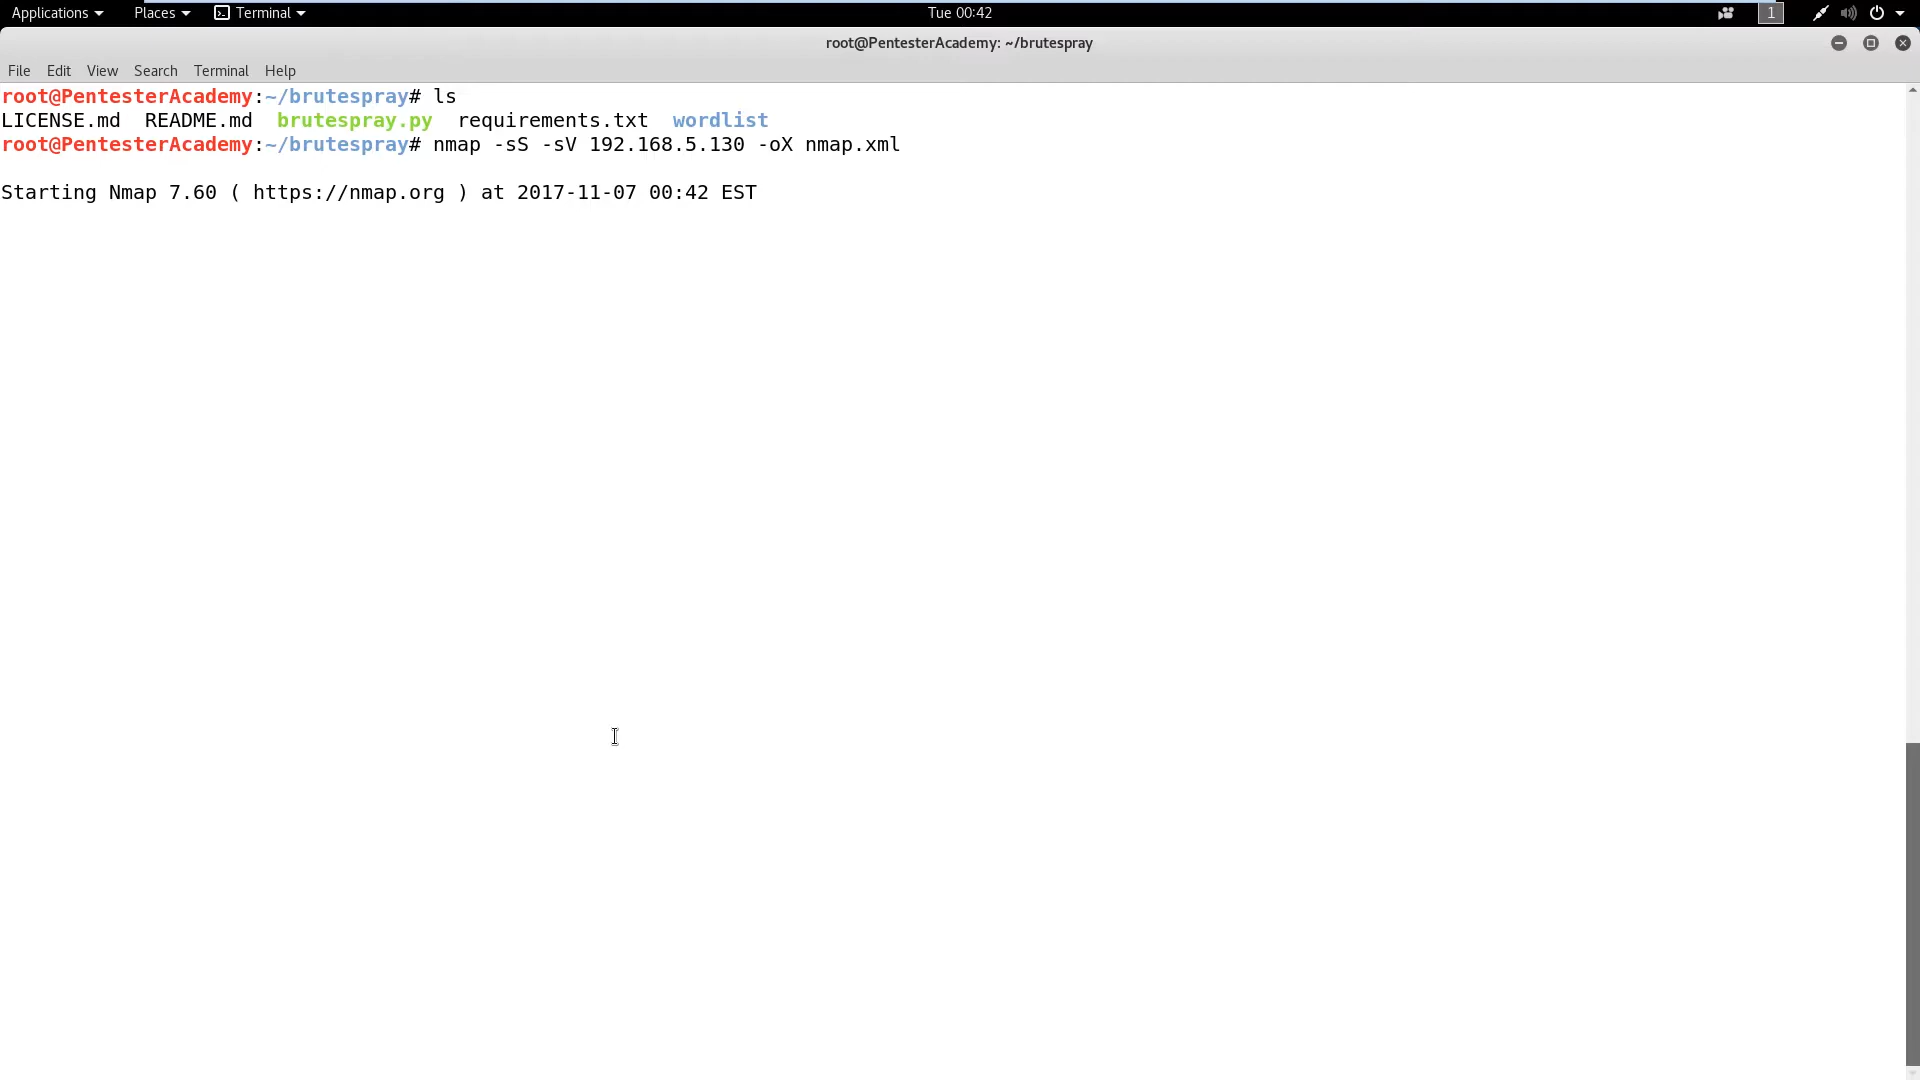 Applications Places Terminal Tue 00:42 1
root@PentesterAcademy: ~/brutespray
File Edit View Search Terminal Help
root@PentesterAcademy:~/brutespray# ls
LICENSE.md README.md brutespray.py requirements.txt wordlist
root@PentesterAcademy:~/brutespray# nmap -sS -sV 192.168.5.130 -oX nmap.xml
Starting Nmap 7.60 ( https://nmap.org ) at 2017-11-07 00:42 EST